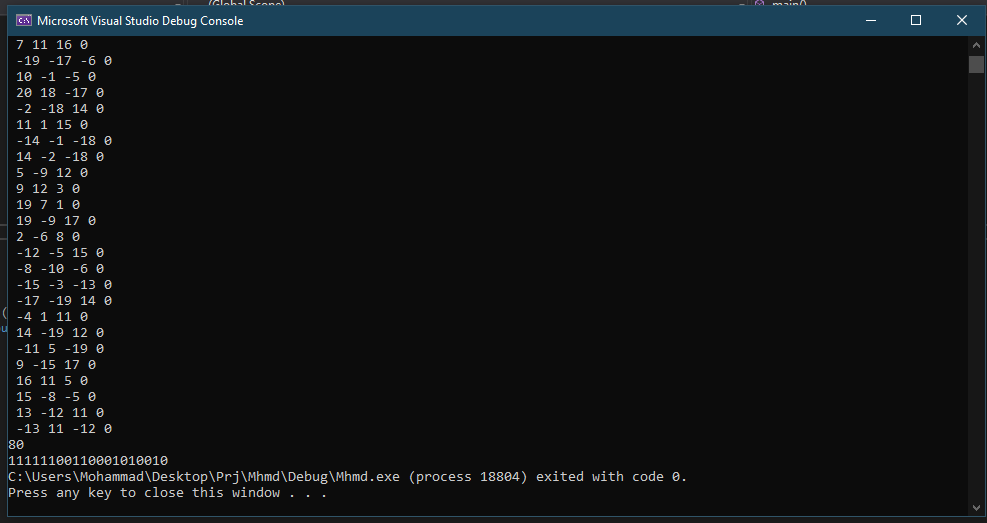 (Global Scope)
main()
Microsoft Visual Studio Debug Console
7 11 16 0
-19 -17 -6 0
10 -1 -5 0
20 18 -17 0
-2 -18 14 0
11 1 15 0
-14 -1 -18 0
14 -2 -18 0
5 -9 12 0
9 12 3 0
19 7 1 0
19 -9 17 0
2 -6 8 0
-12 -5 15 0
-8 -10 -6 0
-15 -3 -13 0
-17 -19 14 0
-4 1 11 0
14 -19 12 0
-11 5 -19 0
9 -15 17 0
16 11 5 0
15 -8 -5 0
13 -12 11 0
-13 11 -12 0
80
11111100110001010010
C:\Users\Mohammad\Desktop\Prj\Mhmd\Debug\Mhmd.exe (process 18804) exited with code 0.
Press any key to close this window . . .